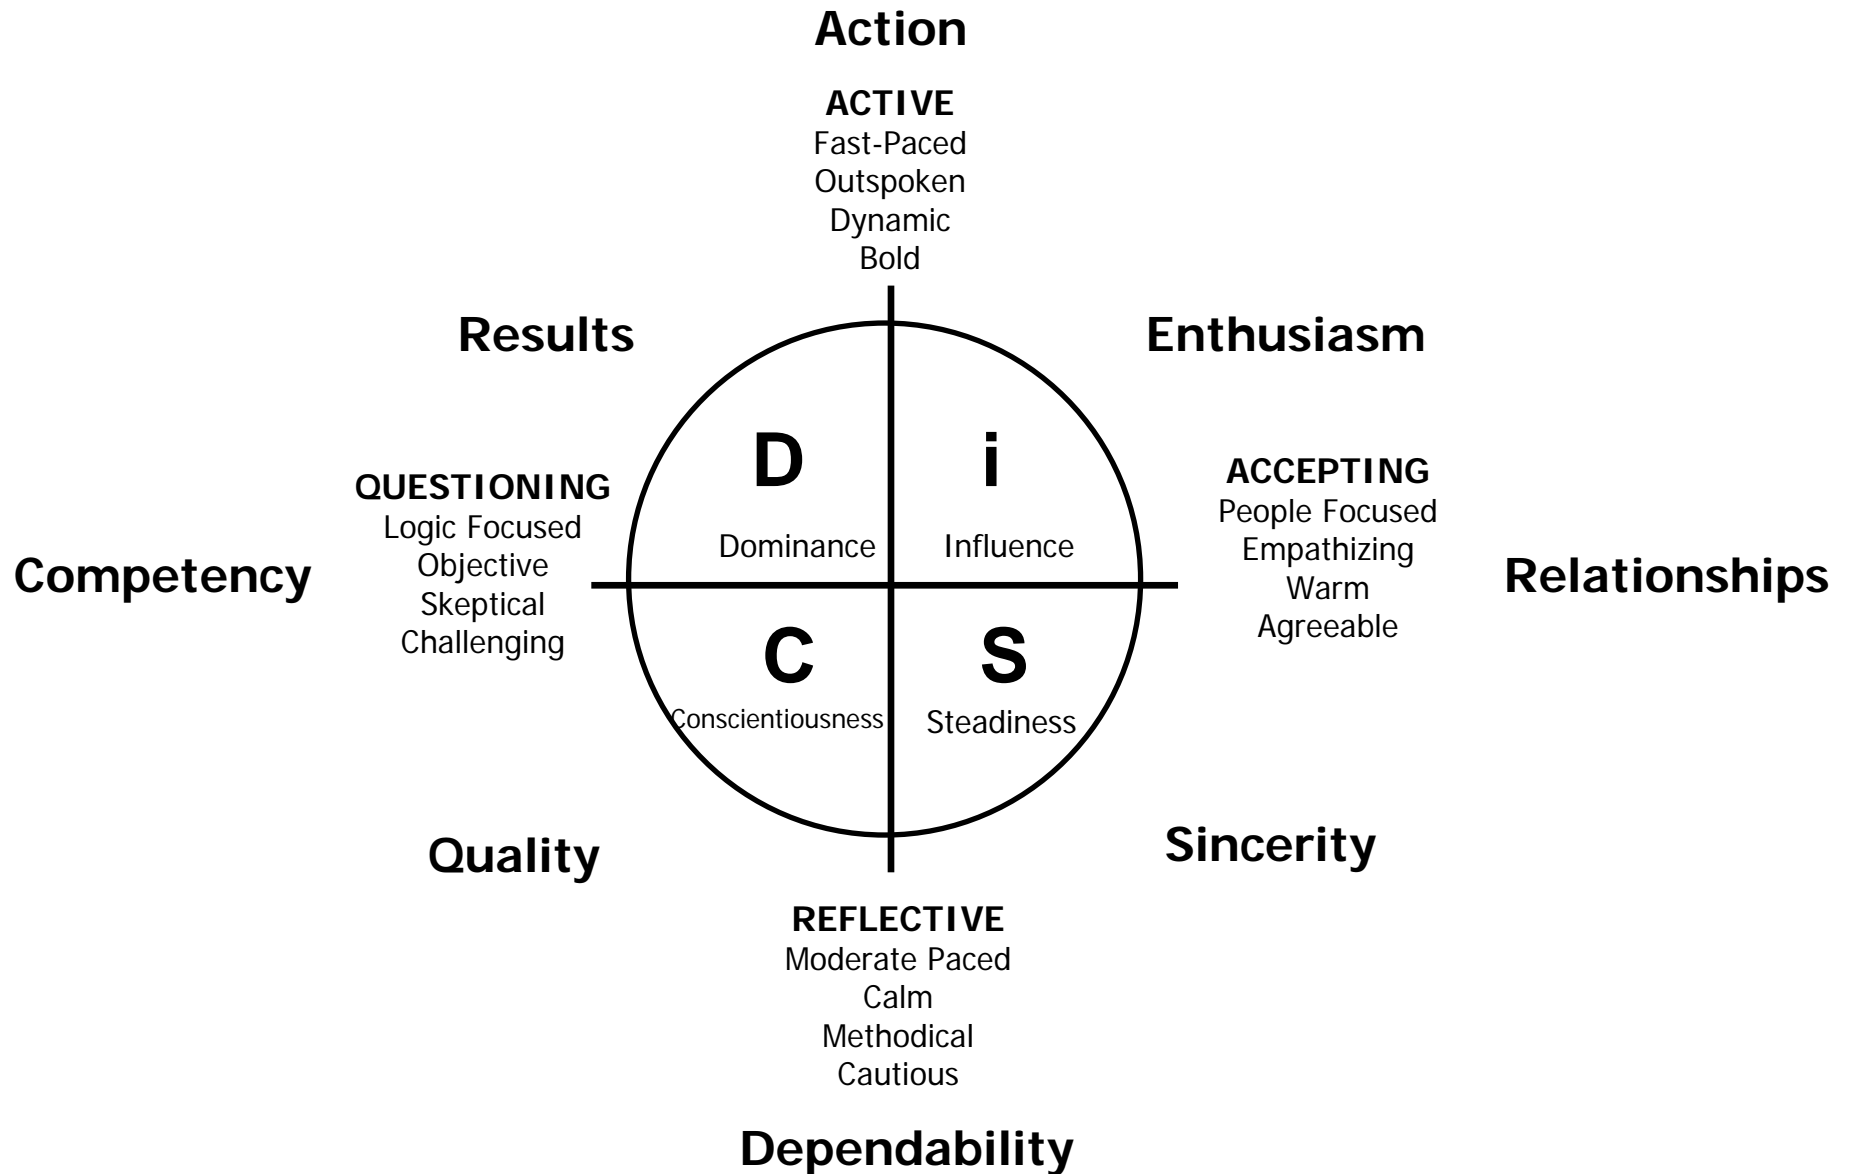 Action
ACTIVE
Fast-Paced
Outspoken
Dynamic
Bold
Results
Enthusiasm
D
i
Dominance
Influence
QUESTIONING
Logic Focused
Objective
Skeptical
Challenging
ACCEPTING
People Focused
Empathizing
Warm
Agreeable
Competency
Relationships
C
S
Conscientiousness
Steadiness
Quality
Sincerity
REFLECTIVE
Moderate Paced
Calm
Methodical
Cautious
Dependability